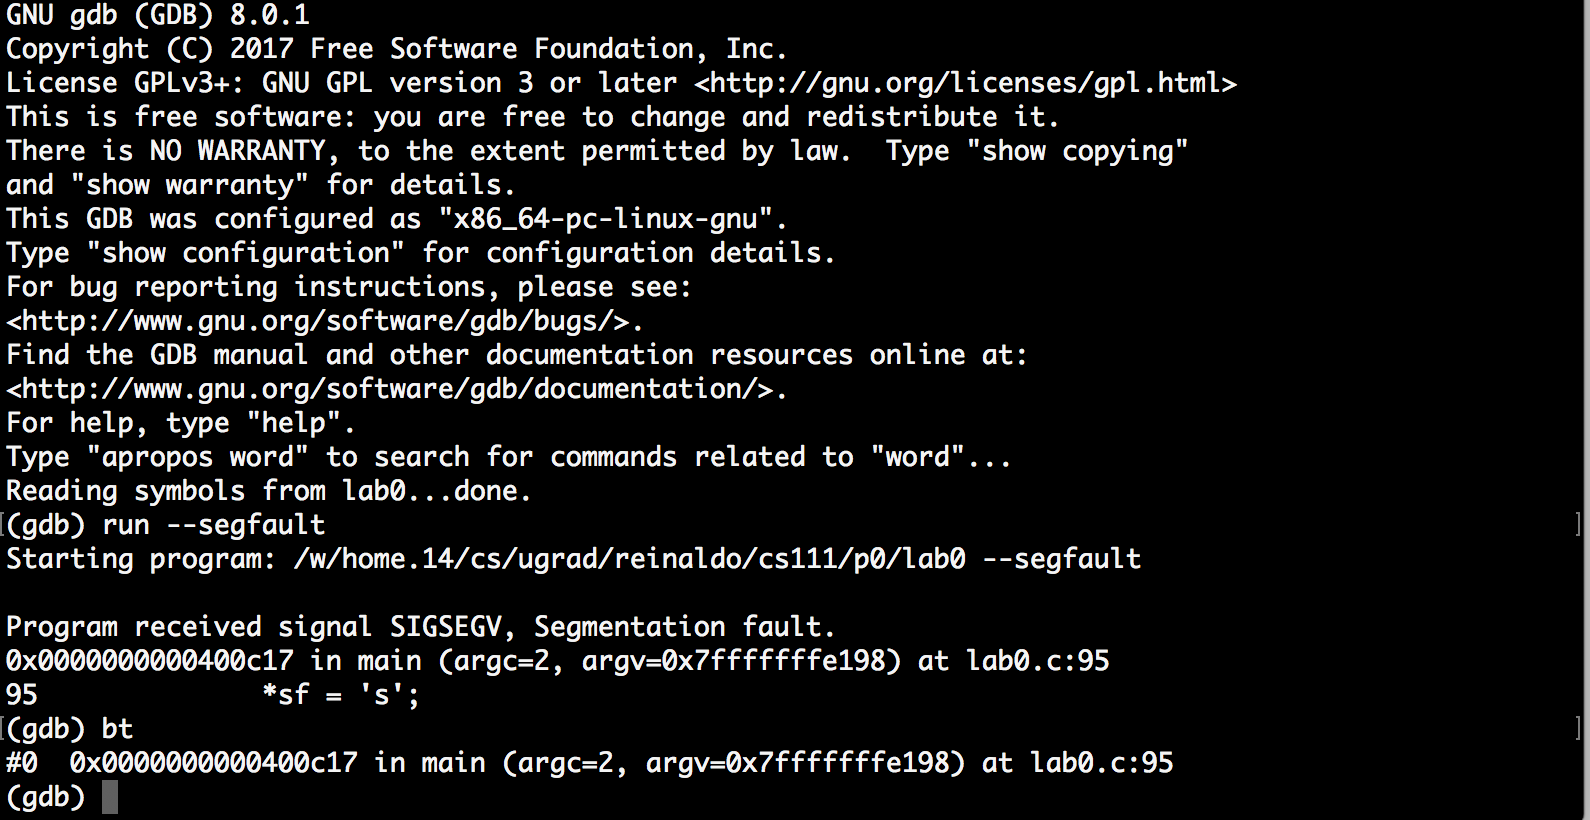 GNU gdb (GDB) 8.0.1
Copyright (C) 2017 Free Software Foundation, Inc.
License GPLv3+: GNU GPL version 3 or later <http://gnu.org/licenses/gpl.html>
This is free software: you are free to change and redistribute it.
There is NO WARRANTY, to the extent permitted by law.  Type "show copying"
and "show warranty" for details.
This GDB was configured as "x86_64-pc-linux-gnu".
Type "show configuration" for configuration details.
For bug reporting instructions, please see:
<http://www.gnu.org/software/gdb/bugs/>.
Find the GDB manual and other documentation resources online at:
<http://www.gnu.org/software/gdb/documentation/>.
For help, type "help".
Type "apropos word" to search for commands related to "word"...
Reading symbols from lab0...done.
[(gdb) run --segfault ]
Starting program: /w/home.14/cs/ugrad/reinaldo/cs111/p0/lab0 --segfault

Program received signal SIGSEGV, Segmentation fault.
0x0000000000400c17 in main (argc=2, argv=0x7fffffffe198) at lab0.c:95
95              *sf = 's';
[(gdb) bt ]
#0  0x0000000000400c17 in main (argc=2, argv=0x7fffffffe198) at lab0.c:95
(gdb)